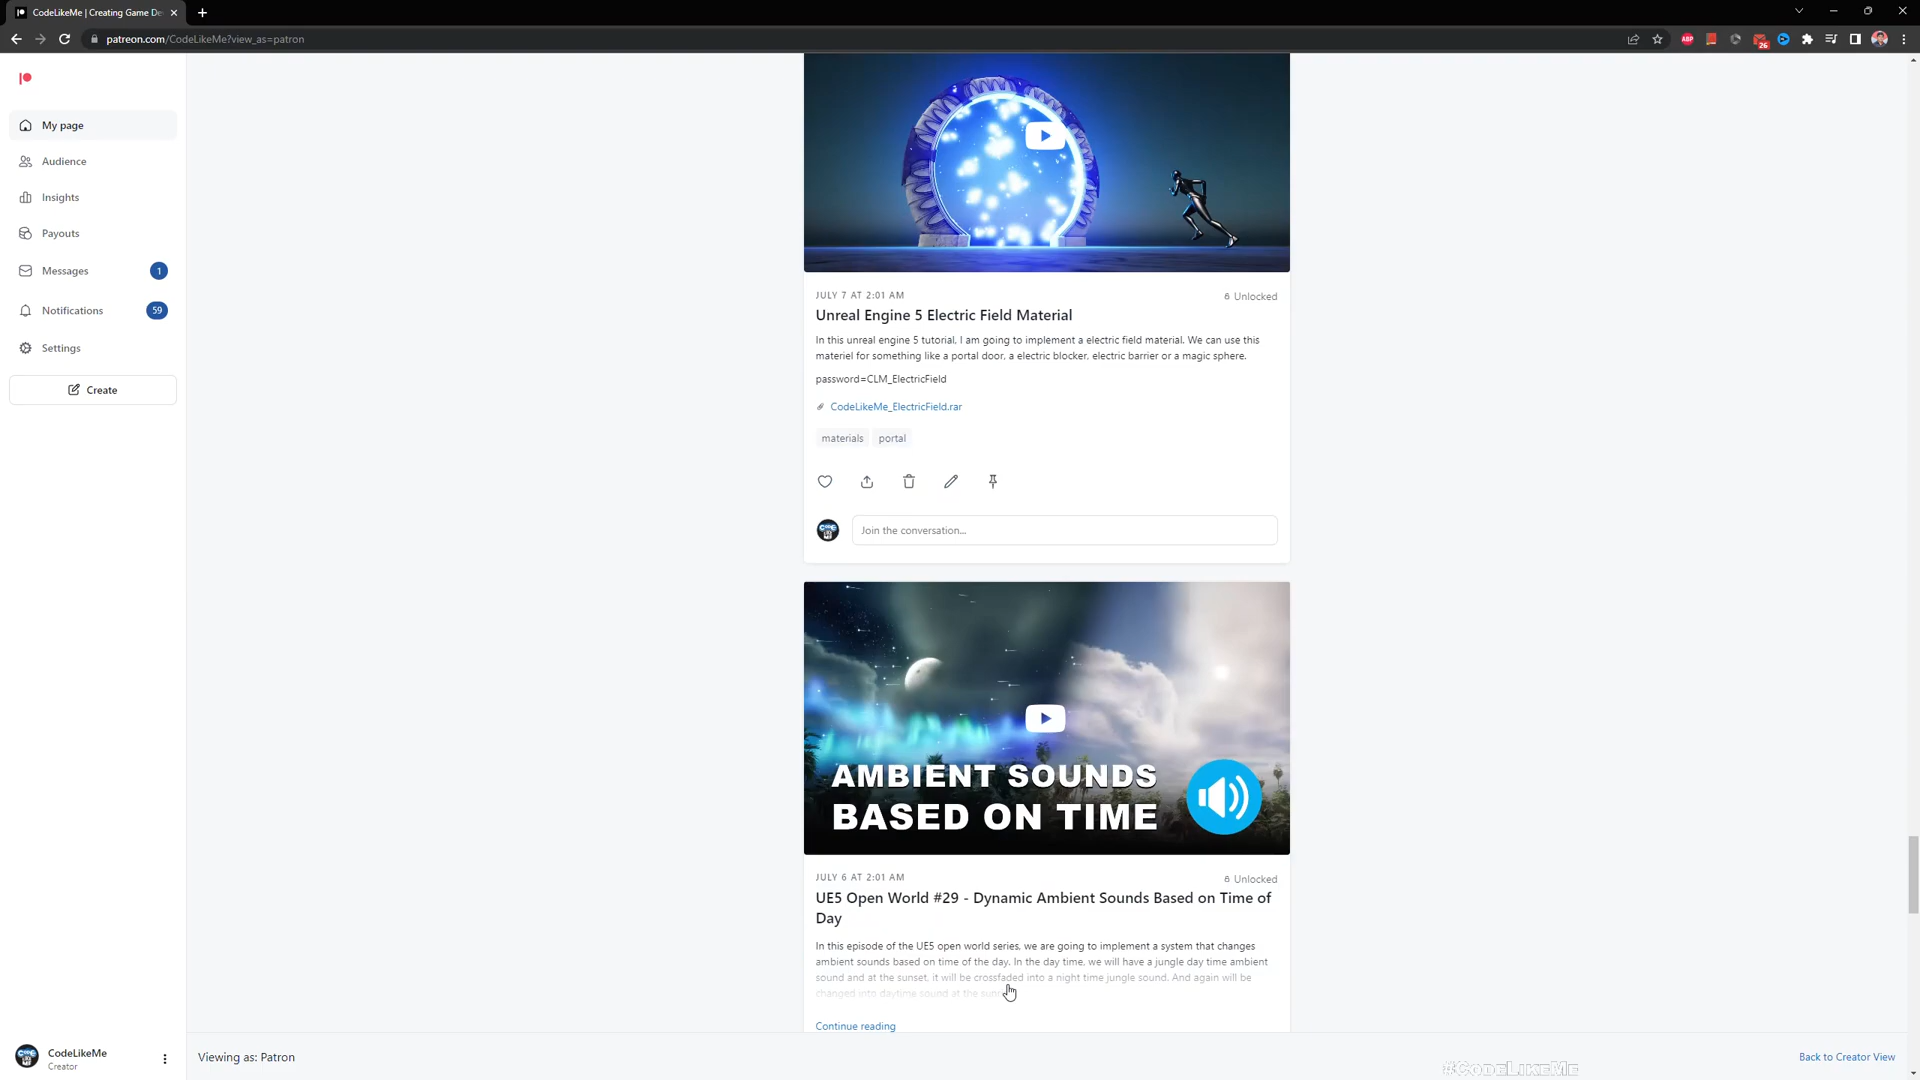 CodeLikeMe | Creating Game De
patreon.com/CodeLikeMe?view_as=patron
ABP
26
My page
Audience
Insights
Payouts
Messages
1
Notifications
59
Settings
Create
JULY 7 AT 2:01 AM
6 Unlocked
Unreal Engine 5 Electric Field Material
In this unreal engine 5 tutorial, I am going to implement a electric field material. We can use this
materiel for something like a portal door, a electric blocker, electric barrier or a magic sphere.
password=CLM_ElectricField
CodeLikeMe_ElectricField.rar
materials portal
Join the conversation...
AMBIENT SOUNDS
BASED ON TIME
JULY 6 AT 2:01 AM
6 Unlocked
UE5 Open World #29 - Dynamic Ambient Sounds Based on Time of
Day
In this episode of the UE5 open world series, we are going to implement a system that changes
ambient sounds based on time of the day. In the day time, we will have a jungle day time ambient
sound and at the sunset, it will be crossfaded into a night time jungle sound. And again will be
changed into daytime sound at the
Continue reading
CodeLikeMe
Creator
Viewing as: Patron
#CodeLikeMe
Back to Creator View